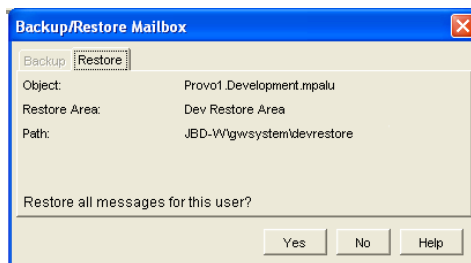 Backup/Restore Mailbox
Backup Restore
Object: Provo1.Development.mpalu
Restore Area: Dev Restore Area
Path: JBD-W\gwsystem\devrestore
Restore all messages for this user?
Yes No Help